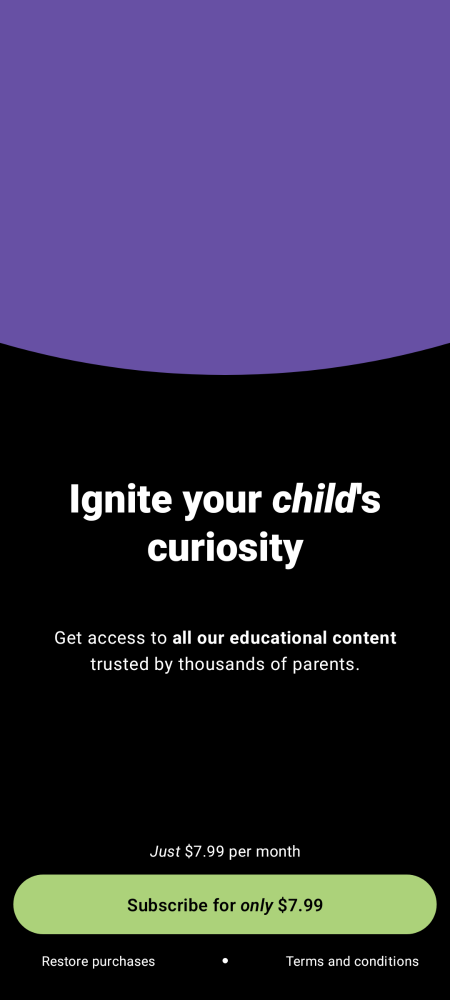 Ignite your child's
curiosity
Get access to all our educational content
trusted by thousands of parents.
Just $7.99 per month
Subscribe for only $7.99
Restore purchases • Terms and conditions